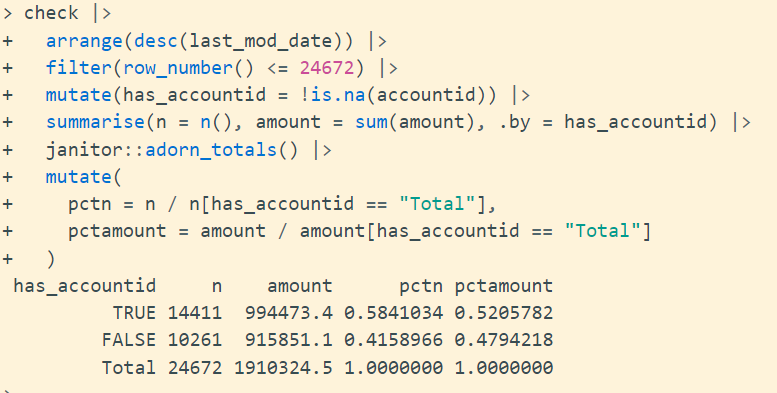 > check |>
+   arrange(desc(last_mod_date)) |>
+   filter(row_number() <= 24672) |>
+   mutate(has_accountid = !is.na(accountid)) |>
+   summarise(n = n(), amount = sum(amount), .by = has_accountid) |>
+   janitor::adorn_totals() |>
+   mutate(
+     pctn = n / n[has_accountid == "Total"],
+     pctamount = amount / amount[has_accountid == "Total"]
+   )
 has_accountid     n    amount      pctn pctamount
          TRUE 14411  994473.4 0.5841034 0.5205782
         FALSE 10261  915851.1 0.4158966 0.4794218
         Total 24672 1910324.5 1.0000000 1.0000000